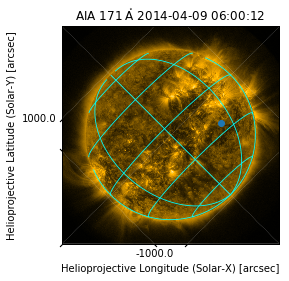 AIA 171 Å 2014-04-09 06:00:12
Helioprojective Latitude (Solar-Y) [arcsec]
1000.0
-1000.0
Helioprojective Longitude (Solar-X) [arcsec]